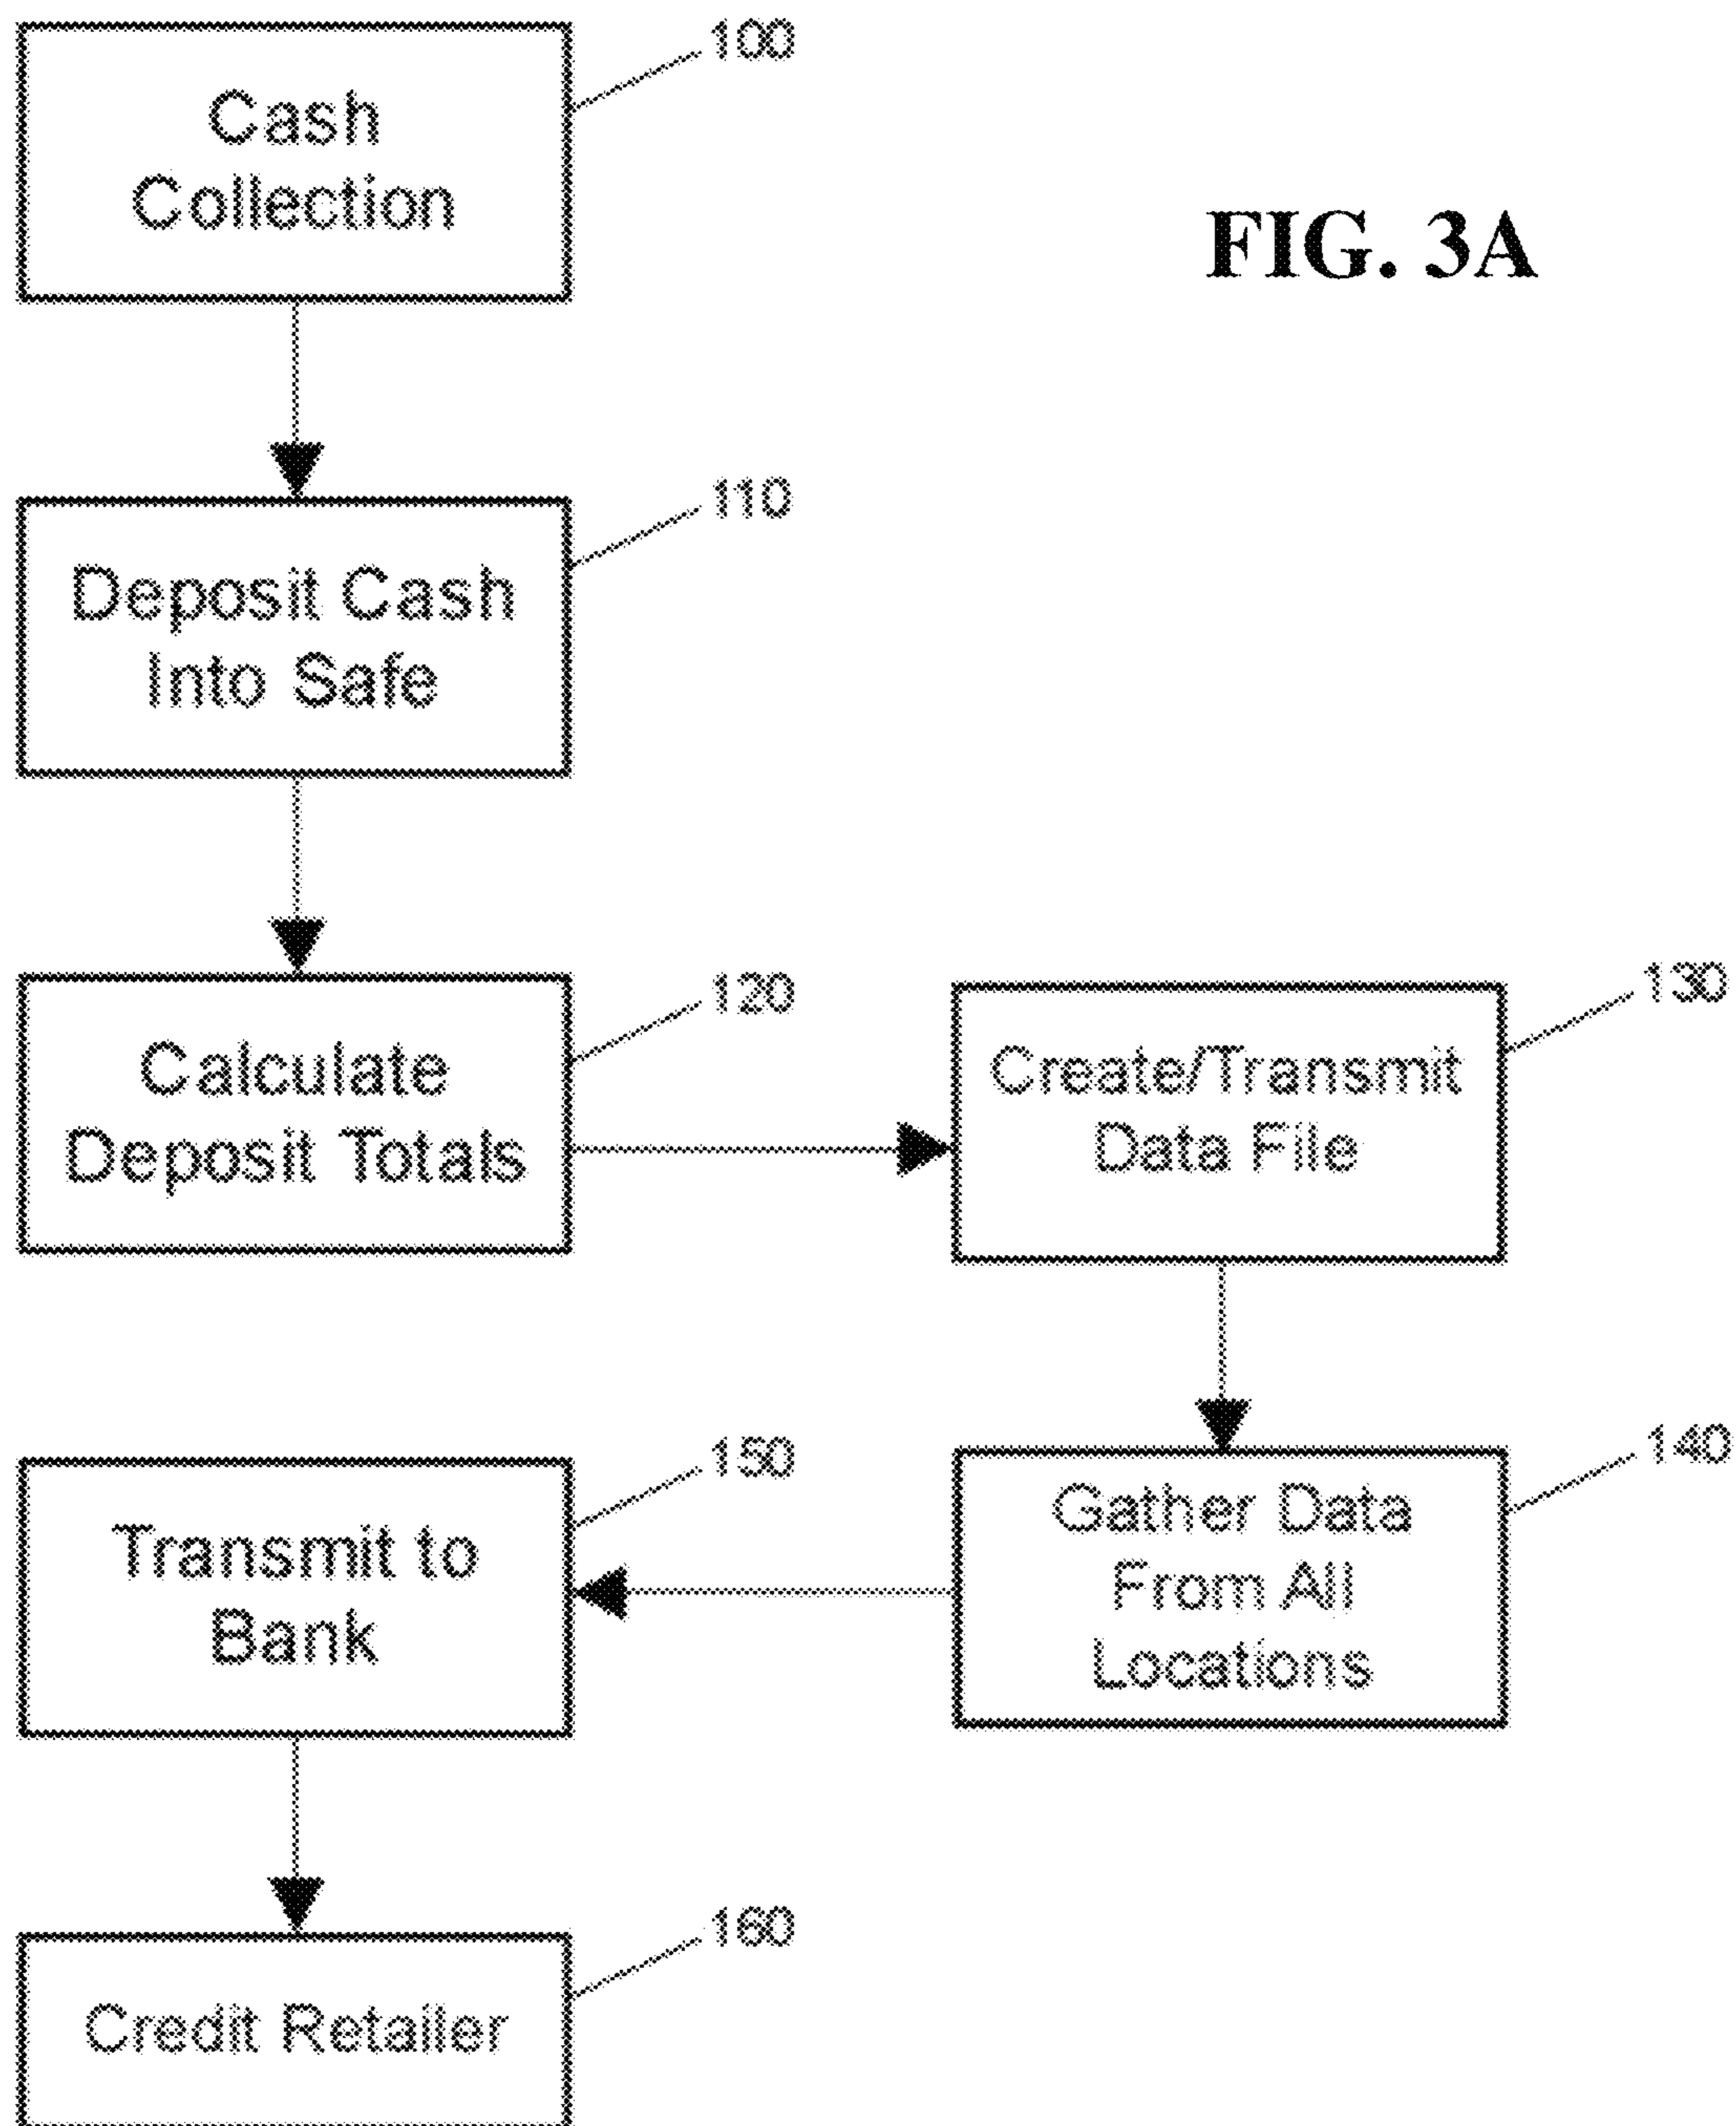 100
Cash
Collection
FIG. 3A
110
Deposit Cash
Into Safe
120
Calculate
Deposit Totals
130
Create/Transmit
Data File
140
Gather Data
From All
Locations
150
Transmit to
Bank
160
Credit Retailer